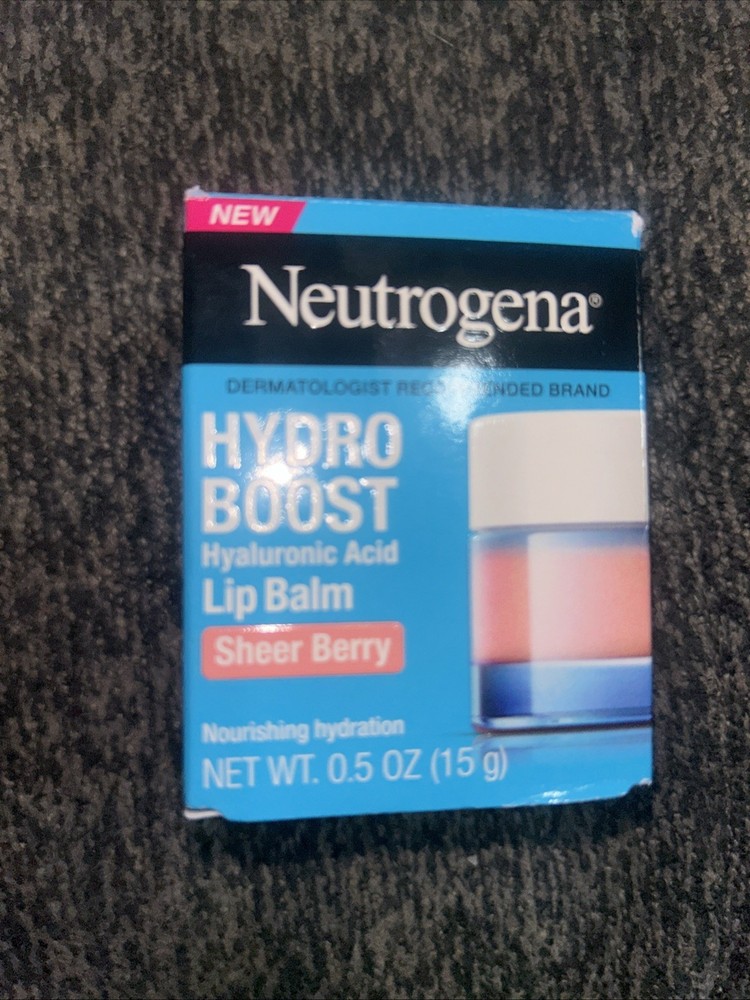 NEW
Neutrogena®
DERMATOLOGIST RECOMMENDED BRAND
HYDRO
BOOST
Hyaluronic Acid
Lip Balm
Sheer Berry
Nourishing hydration
NET WT. 0.5 OZ (15 g)